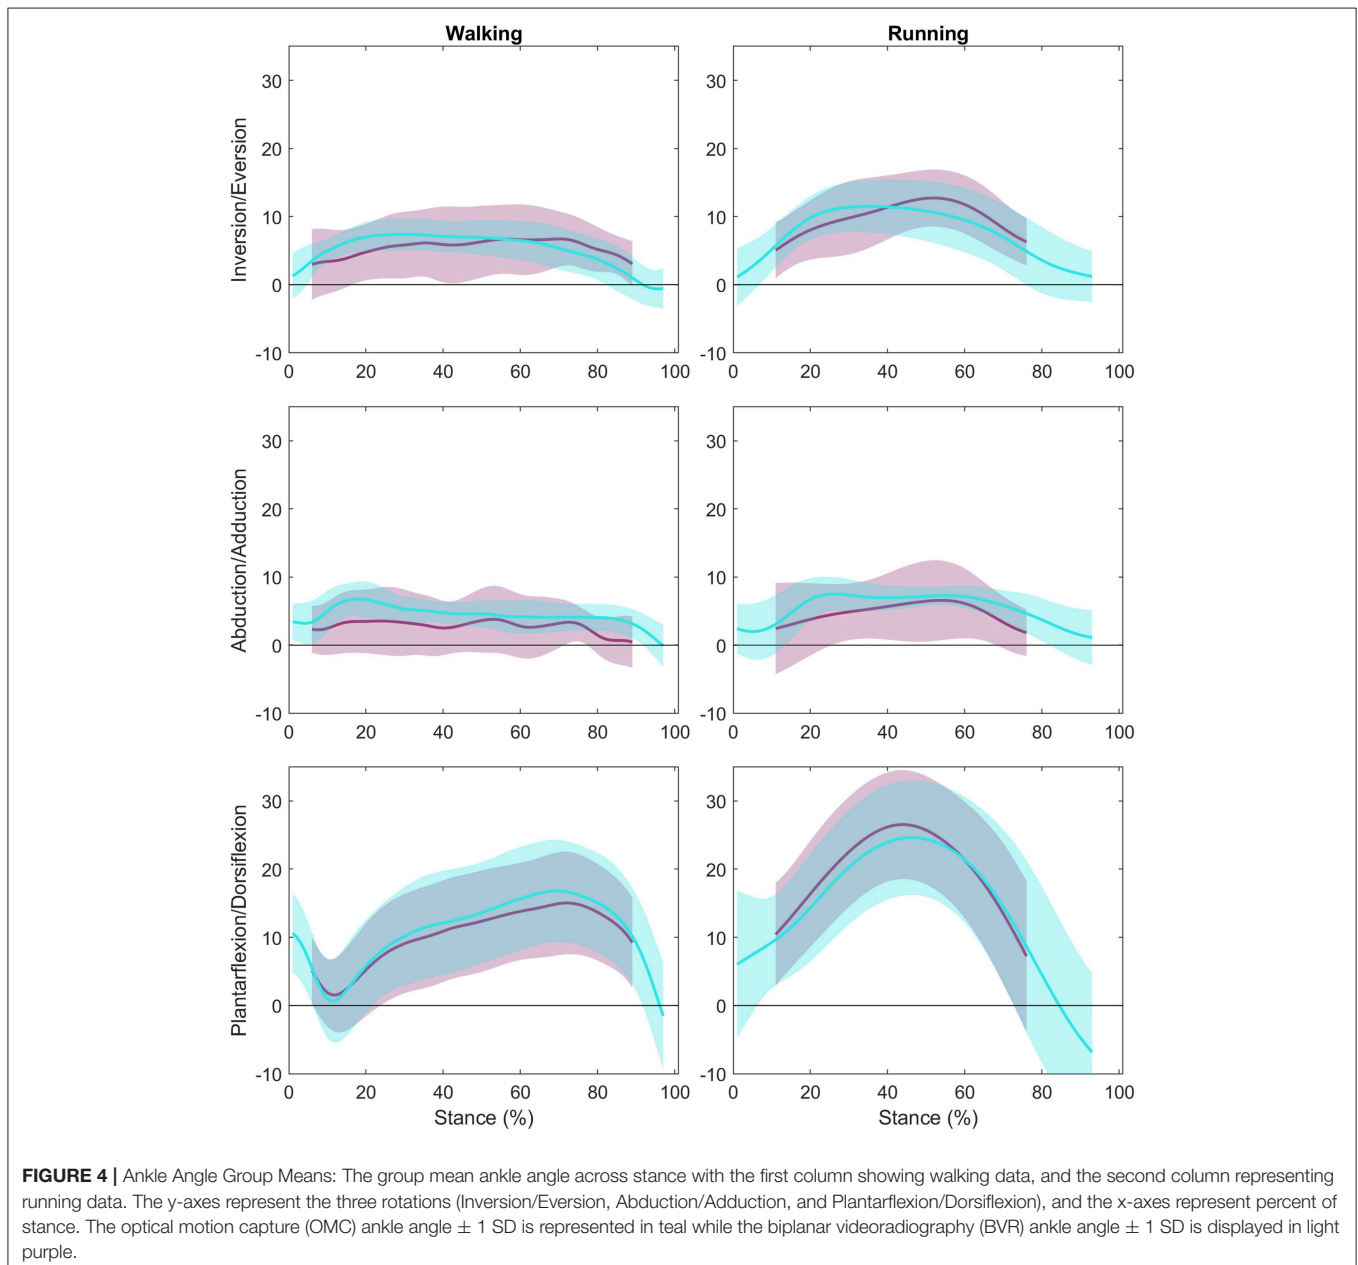 Walking
Running
Inversion/Eversion
30
20
10
0
-10
0 20 40 60 80 100
30
20
10
0
-10
0 20 40 60 80 100
Abduction/Adduction
30
20
10
0
-10
0 20 40 60 80 100
30
20
10
0
-10
0 20 40 60 80 100
Plantarflexion/Dorsiflexion
30
20
10
0
-10
0 20 40 60 80 100
Stance (%)
30
20
10
0
-10
0 20 40 60 80 100
Stance (%)
FIGURE 4 | Ankle Angle Group Means: The group mean ankle angle across stance with the first column showing walking data, and the second column representing
running data. The y-axes represent the three rotations (Inversion/Eversion, Abduction/Adduction, and Plantarflexion/Dorsiflexion), and the x-axes represent percent of
stance. The optical motion capture (OMC) ankle angle ± 1 SD is represented in teal while the biplanar videoradiography (BVR) ankle angle ± 1 SD is displayed in light
purple.